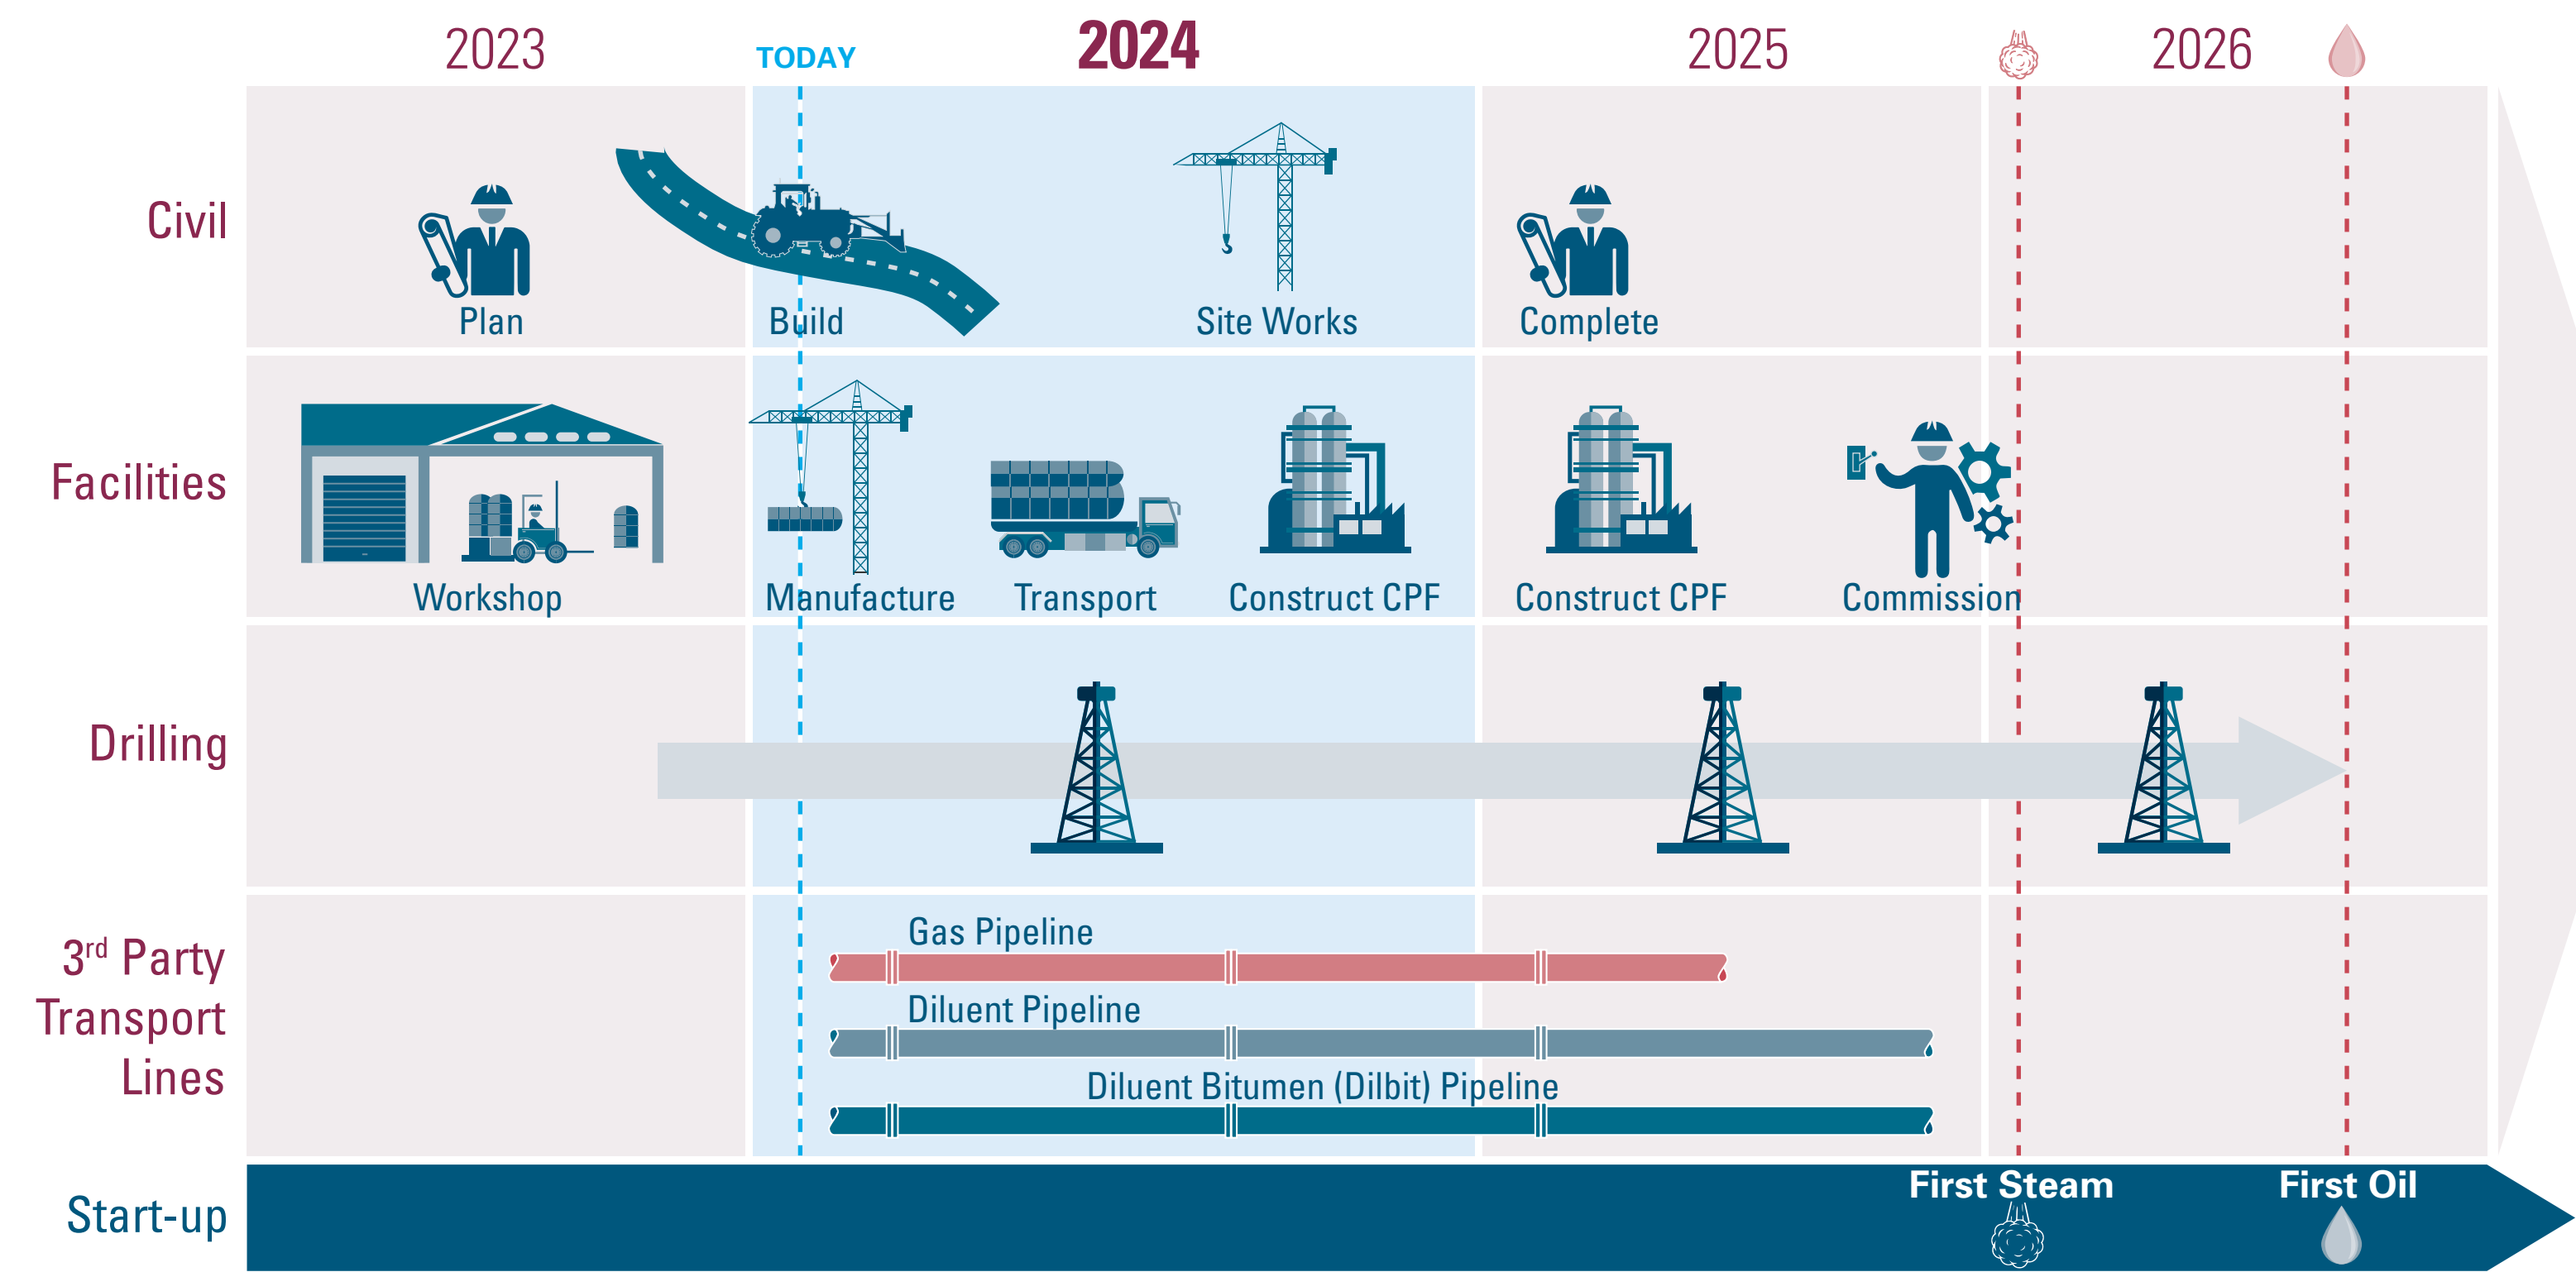 2023
TODAY
2024
2025
2026
Civil
Plan
Build
Site Works
Complete
Facilities
Workshop
Manufacture
Transport
Construct CPF
Construct CPF
Commission
Drilling
3rd Party
Transport
Lines
Gas Pipeline
Diluent Pipeline
Diluent Bitumen (Dilbit) Pipeline
Start-up
First Steam
First Oil